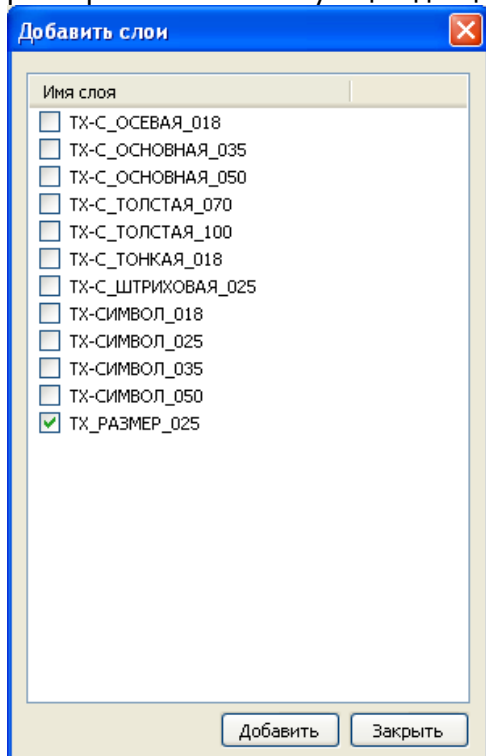 Добавить слои
Имя слоя
ТХ-С_ОСЕВАЯ_018
ТХ-С_ОСНОВНАЯ_035
ТХ-С_ОСНОВНАЯ_050
ТХ-С_ТОЛСТАЯ_070
ТХ-С_ТОЛСТАЯ_100
ТХ-С_ТОНКАЯ_018
ТХ-С_ШТРИХОВАЯ_025
ТХ-СИМВОЛ_018
ТХ-СИМВОЛ_025
ТХ-СИМВОЛ_035
ТХ-СИМВОЛ_050
ТХ_РАЗМЕР_025
Добавить Закрыть